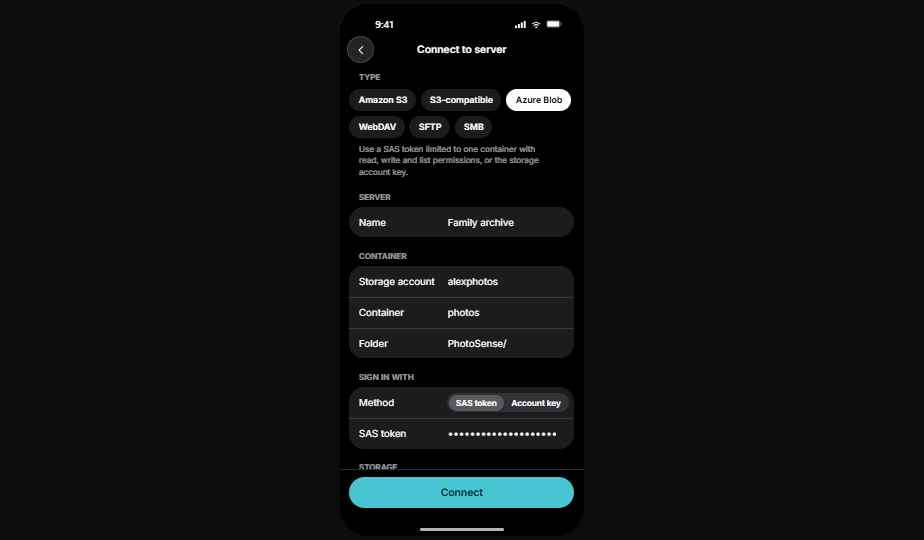 9:41
Connect to server
TYPE
Amazon S3
S3-compatible
Azure Blob
WebDAV
SFTP
SMB
Use a SAS token limited to one container with
read, write and list permissions, or the storage
account key.
SERVER
Name
Family archive
CONTAINER
Storage account
alexphotos
Container
photos
Folder
PhotoSense/
SIGN IN WITH
Method
SAS token
Account key
SAS token
••••••••••••••••••••
STORAGE
Connect